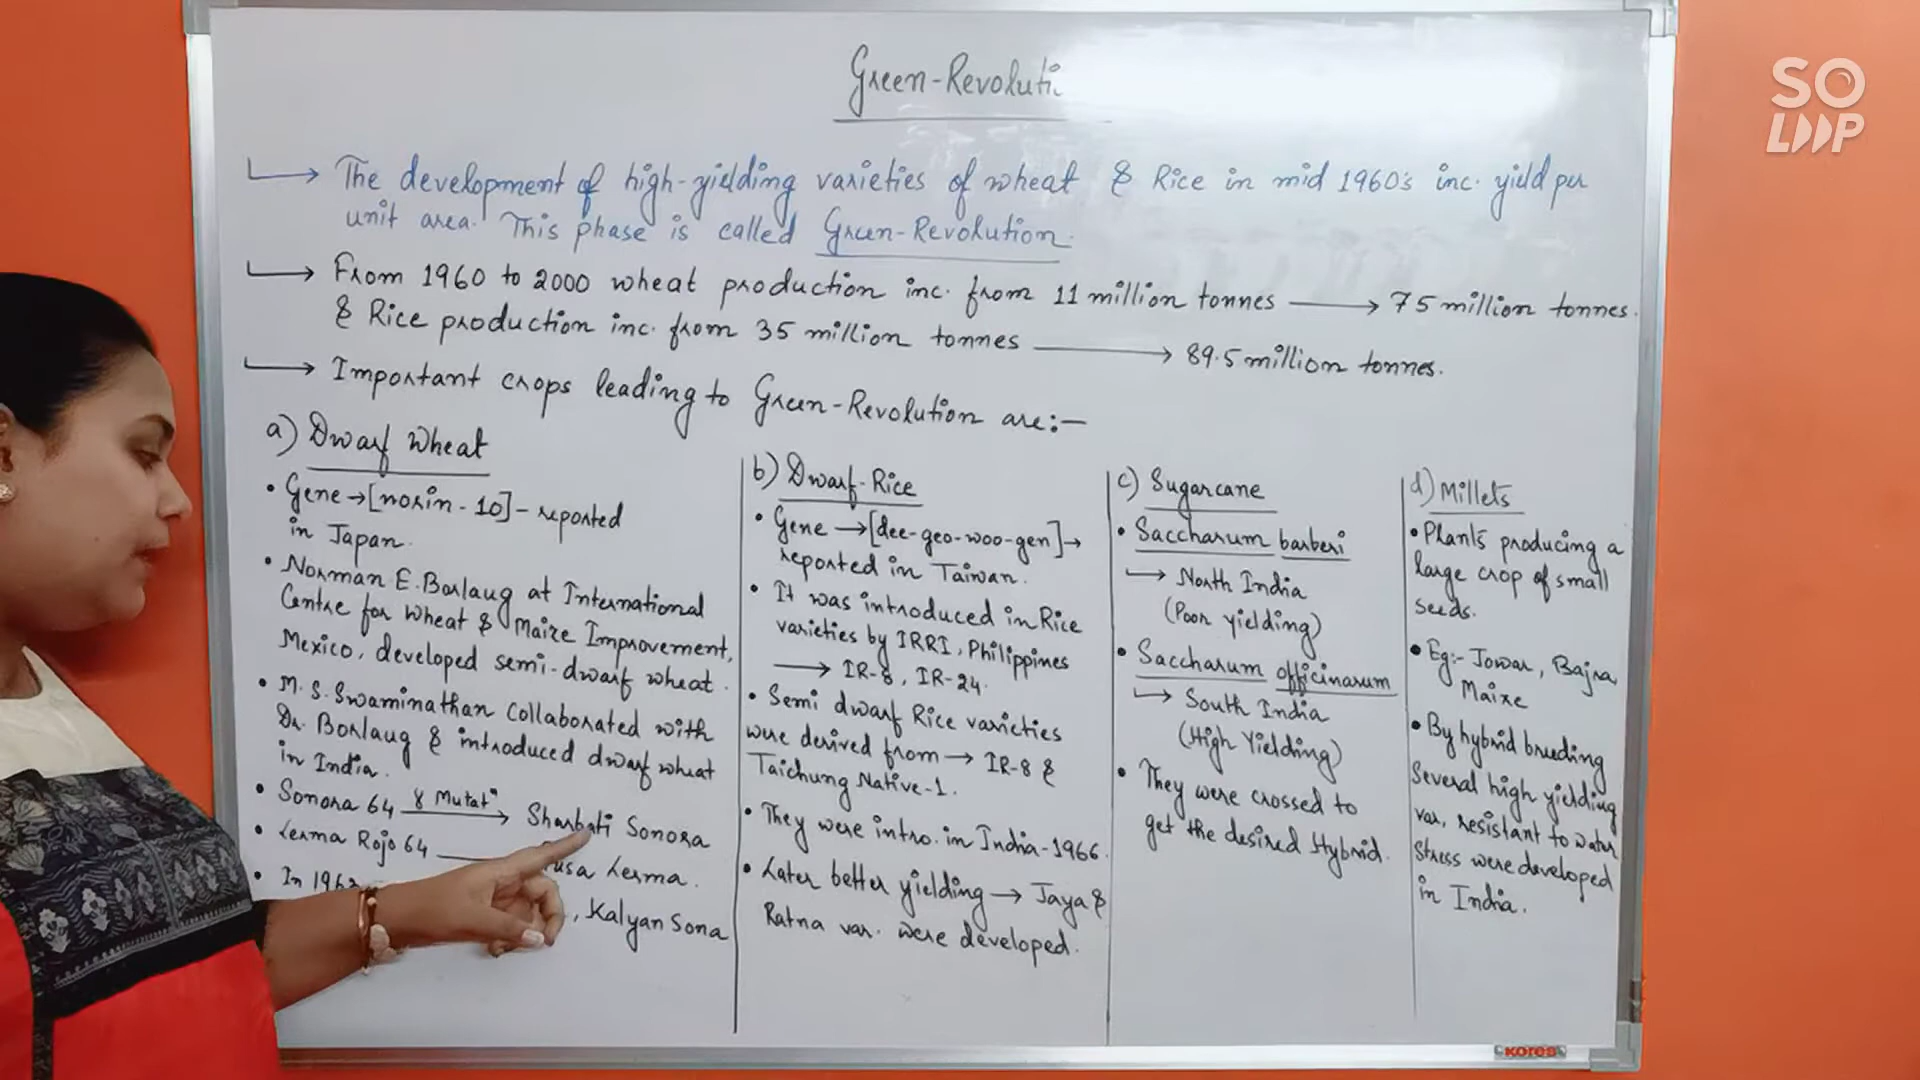 Green-Revoluti
SO
LOOP
The development of high-yielding varieties of wheat & Rice in mid 1960's inc. yield per
unit area. This phase is called Green-Revolution.
From 1960 to 2000 wheat production inc. from 11 million tonnes → 75 million tonnes.
& Rice production inc. from 35 million tonnes → 89.5 million tonnes.
Important crops leading to Green-Revolution are:-
a) Dwarf Wheat
• Gene → [norin-10] - reported
in Japan.
• Norman E. Borlaug at International
Centre for Wheat & Maize Improvement,
Mexico, developed semi-dwarf wheat.
• M.S. Swaminathan collaborated with
Dr. Borlaug & introduced dwarf wheat
in India.
• Sonora 64 —γ Mutatⁿ→ Sharbati Sonora
• Lerma Rojo 64 — usa Lerma.
• In 1963
, Kalyan Sona
b) Dwarf-Rice
• Gene → [dee-geo-woo-gen] →
reported in Taiwan.
• It was introduced in Rice
varieties by IRRI, Philippines
→ IR-8, IR-24.
• Semi dwarf Rice varieties
were derived from → IR-8 &
Taichung Native-1.
• They were intro. in India-1966.
• Later better yielding → Jaya &
Ratna var. were developed.
c) Sugarcane
• Saccharum barberi
→ North India
(Poor yielding)
• Saccharum officinarum
→ South India
(High Yielding)
• They were crossed to
get the desired Hybrid.
d) Millets
• Plants producing a
large crop of small
seeds.
• Eg:- Jowar, Bajra
Maize
• By hybrid breeding
Several high yielding
var, resistant to water
stress were developed
in India.
KORES